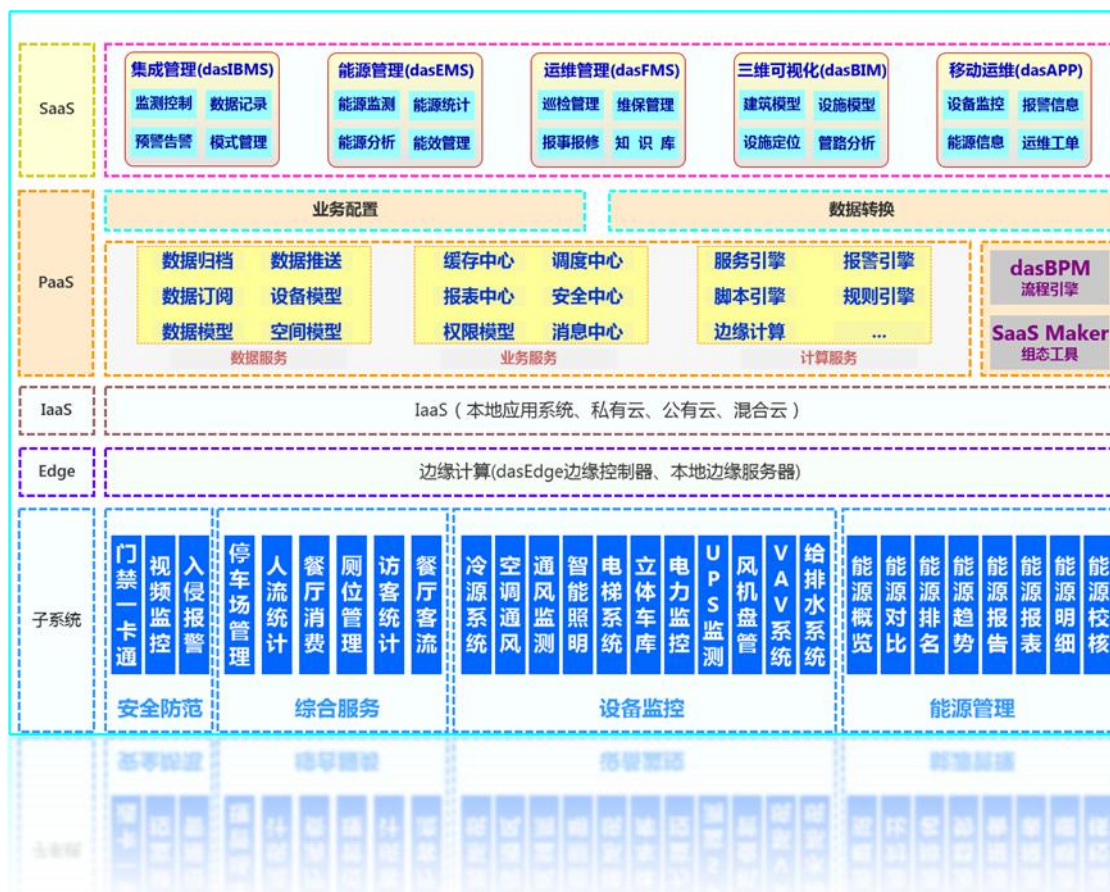 SaaS
集成管理(dasIBMS)
监测控制 数据记录
预警告警 模式管理
能源管理(dasEMS)
能源监测 能源统计
能源分析 能效管理
运维管理(dasFMS)
巡检管理 维保管理
报事报修 知 识 库
三维可视化(dasBIM)
建筑模型 设施模型
设施定位 管路分析
移动运维(dasAPP)
设备监控 报警信息
能源信息 运维工单
PaaS
业务配置
数据转换
数据归档 数据推送
数据订阅 设备模型
数据模型 空间模型
数据服务
缓存中心 调度中心
报表中心 安全中心
权限模型 消息中心
业务服务
服务引擎 报警引擎
脚本引擎 规则引擎
边缘计算 ...
计算服务
dasBPM
流程引擎
SaaS Maker
组态工具
IaaS
IaaS（本地应用系统、私有云、公有云、混合云）
Edge
边缘计算(dasEdge边缘控制器、本地边缘服务器)
子系统
门禁一卡通
视频监控
入侵报警
安全防范
停车场管理
人流统计
餐厅消费
厕位管理
访客统计
餐厅客流
综合服务
冷源系统
空调通风
通风监测
智能照明
电梯系统
立体车库
电力监控
UPS监测
风机盘管
VAV系统
给排水系统
设备监控
能源概览
能源对比
能源排名
能源趋势
能源报告
能源报表
能源明细
能源校核
能源管理